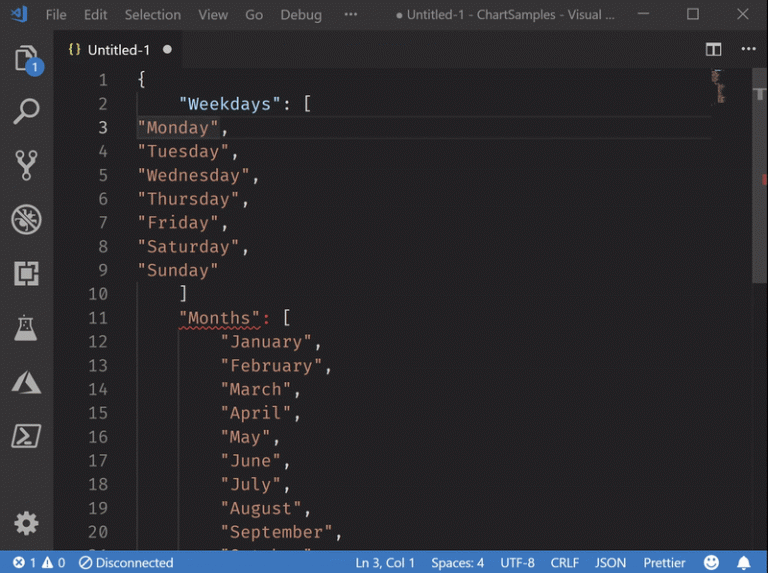 File Edit Selection View Go Debug ••• ● Untitled-1 - ChartSamples - Visual ...
{} Untitled-1 ●
1
1 {
2 "Weekdays": [
3 "Monday",
4 "Tuesday",
5 "Wednesday",
6 "Thursday",
7 "Friday",
8 "Saturday",
9 "Sunday"
10 ]
11 "Months": [
12 "January",
13 "February",
14 "March",
15 "April",
16 "May",
17 "June",
18 "July",
19 "August",
20 "September",
1 0 Disconnected Ln 3, Col 1 Spaces: 4 UTF-8 CRLF JSON Prettier